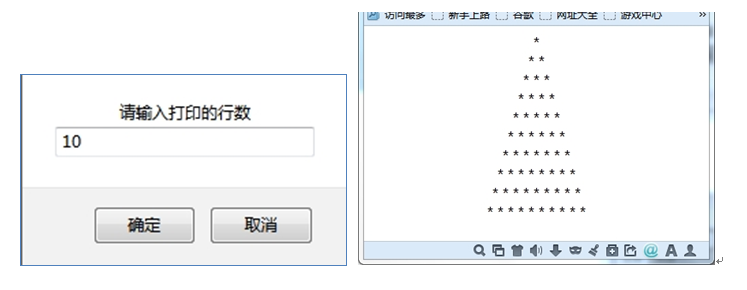 请输入打印的行数
10
确定 取消
访问最多 新手上路 谷歌 网址大全 游戏中心 »
*
* *
* * *
* * * *
* * * * *
* * * * * *
* * * * * * *
* * * * * * * *
* * * * * * * * *
* * * * * * * * * *